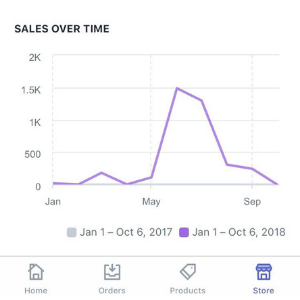 SALES OVER TIME
2K
1.5K
1K
500
0
Jan May Sep
Jan 1 – Oct 6, 2017 Jan 1 – Oct 6, 2018
Home Orders Products Store